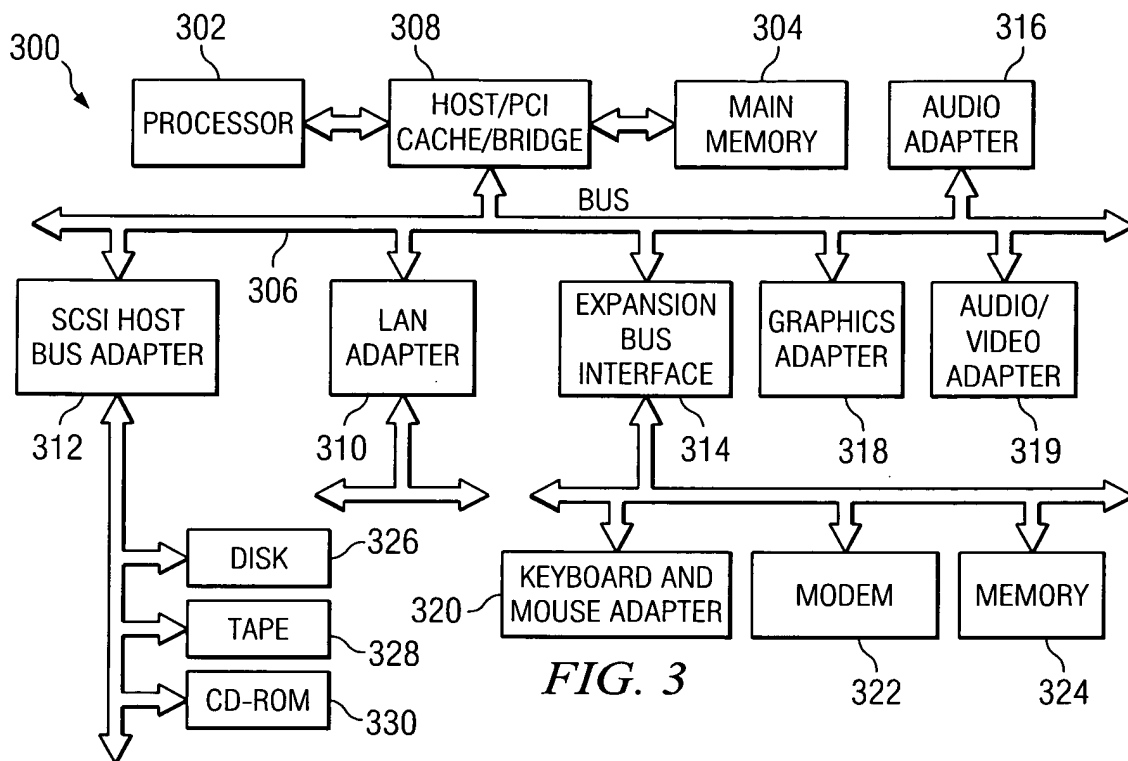 300
302
308
304
316
PROCESSOR
HOST/PCI
CACHE/BRIDGE
MAIN
MEMORY
AUDIO
ADAPTER
BUS
306
SCSI HOST
BUS ADAPTER
LAN
ADAPTER
EXPANSION
BUS
INTERFACE
GRAPHICS
ADAPTER
AUDIO/
VIDEO
ADAPTER
312
310
314
318
319
DISK
326
TAPE
328
CD-ROM
330
320
KEYBOARD AND
MOUSE ADAPTER
MODEM
MEMORY
322
324
FIG. 3